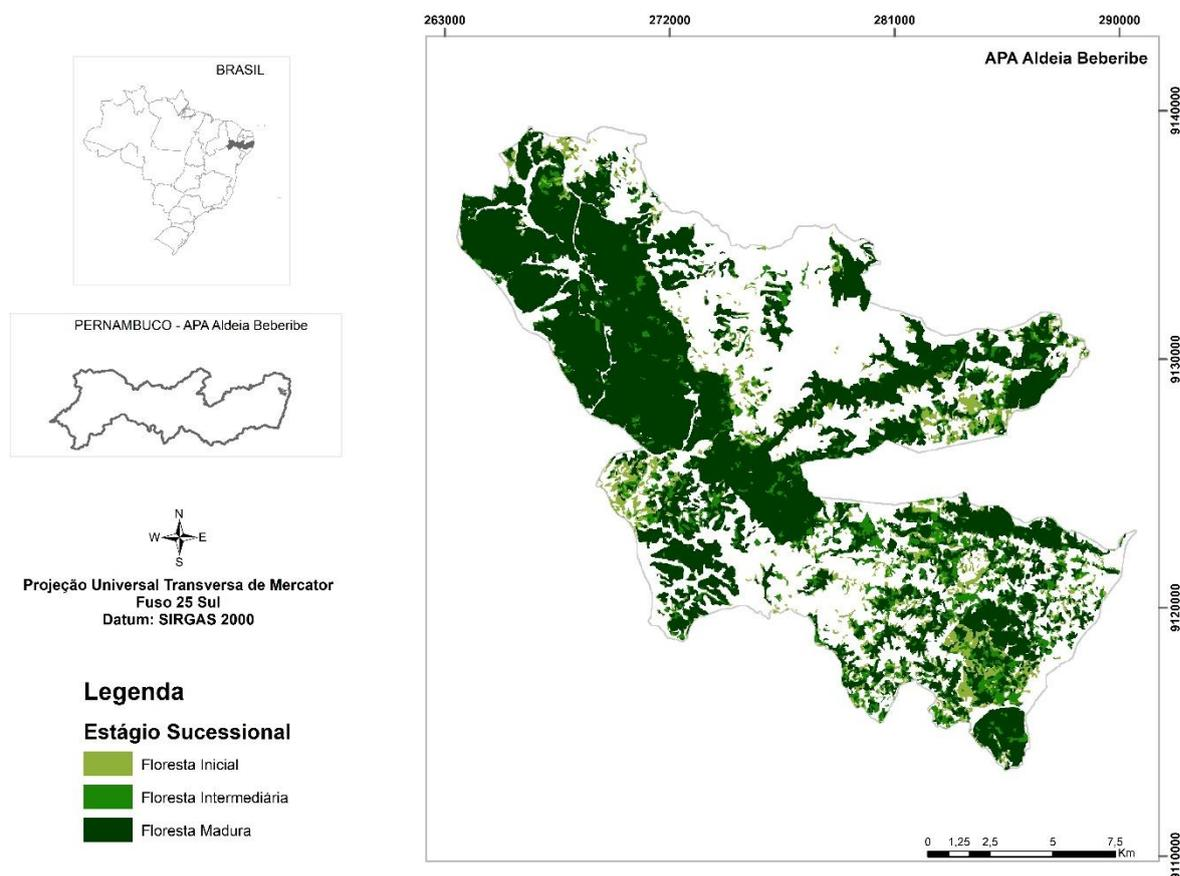 263000 272000 281000 290000
APA Aldeia Beberibe
BRASIL
9140000
PERNAMBUCO - APA Aldeia Beberibe
9130000
N
W E
S
Projeção Universal Transversa de Mercator
Fuso 25 Sul
Datum: SIRGAS 2000
9120000
Legenda
Estágio Sucessional
Floresta Inicial
Floresta Intermediária
Floresta Madura
0 1,25 2,5 5 7,5
Km
9110000